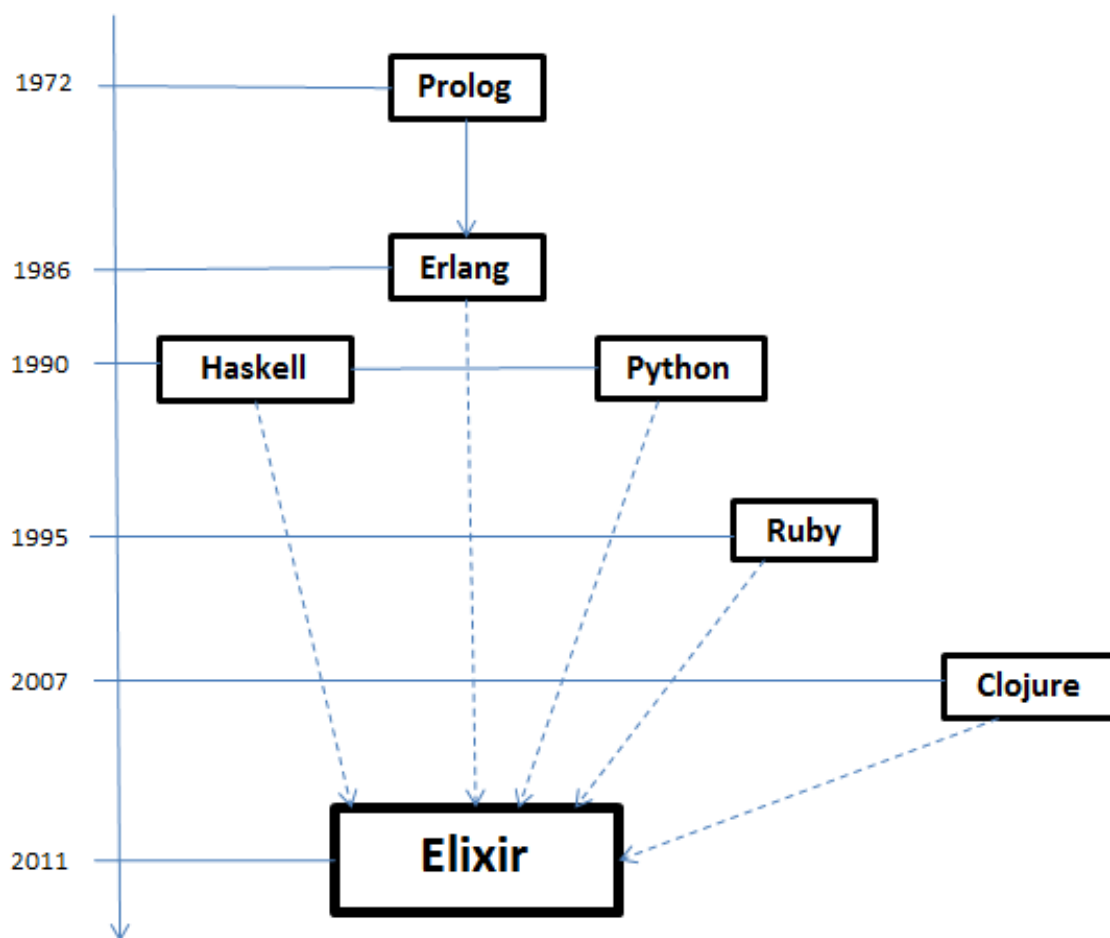 1972
Prolog
1986
Erlang
1990
Haskell
Python
1995
Ruby
2007
Clojure
2011
Elixir